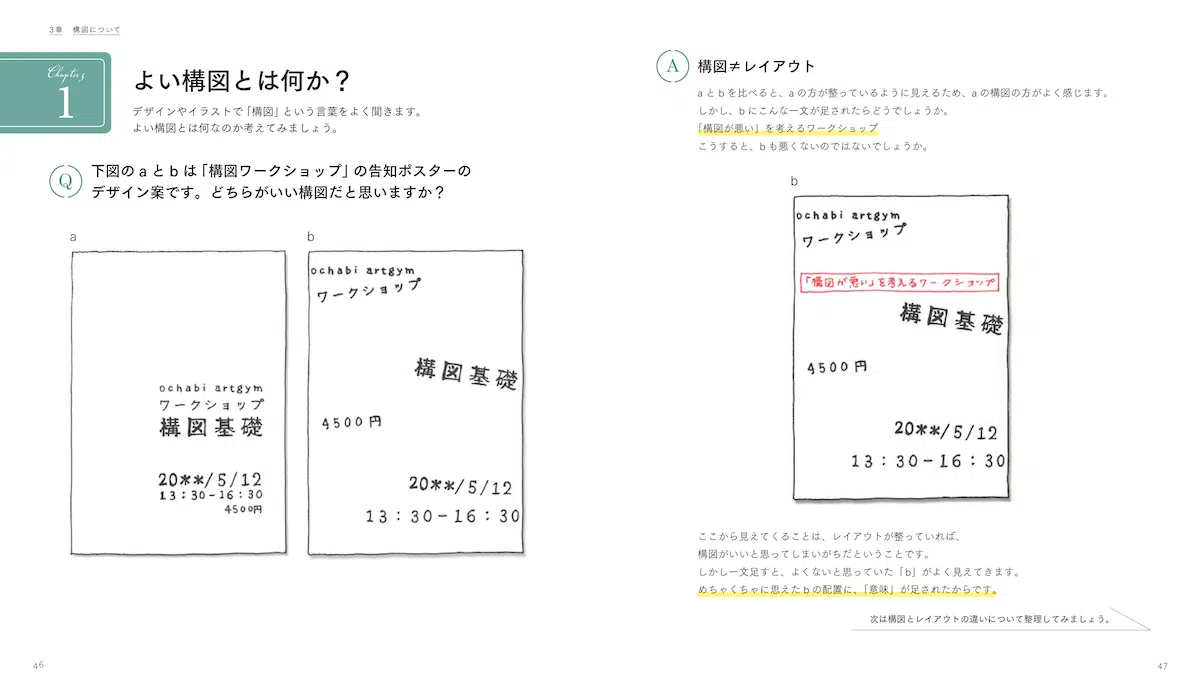 3章 構図について
Chapter 3
1
よい構図とは何か？
デザインやイラストで「構図」という言葉をよく聞きます。
よい構図とは何なのか考えてみましょう。
Q
下図のaとbは「構図ワークショップ」の告知ポスターの
デザイン案です。どちらがいい構図だと思いますか？
a
ochabi artgym
ワークショップ
構図基礎
20**/5/12
13：30-16：30
4500円
b
ochabi artgym
ワークショップ
構図基礎
4500円
20**/5/12
13：30-16：30
46
A
構図≠レイアウト
aとbを比べると、aの方が整っているように見えるため、aの構図の方がよく感じます。
しかし、bにこんな一文が足されたらどうでしょうか。
「構図が悪い」を考えるワークショップ
こうすると、bも悪くないのではないでしょうか。
b
ochabi artgym
ワークショップ
「構図が悪い」を考えるワークショップ
構図基礎
4500円
20**/5/12
13：30-16：30
ここから見えてくることは、レイアウトが整っていれば、
構図がいいと思ってしまいがちだということです。
しかし一文足すと、よくないと思っていた「b」がよく見えてきます。
めちゃくちゃに思えたbの配置に、「意味」が足されたからです。
次は構図とレイアウトの違いについて整理してみましょう。
47